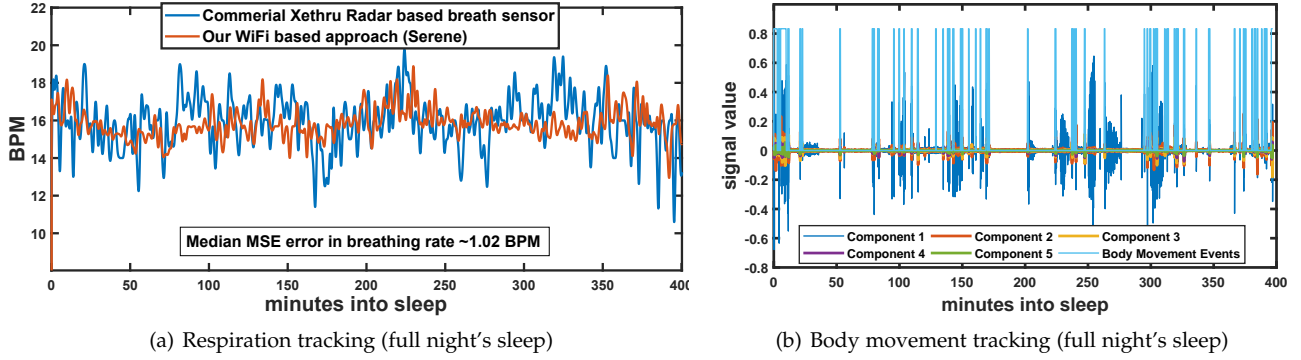 22
20
18
16
14
12
10
BPM
Commerial Xethru Radar based breath sensor
Our WiFi based approach (Serene)
Median MSE error in breathing rate ~1.02 BPM
0 50 100 150 200 250 300 350 400
minutes into sleep
(a) Respiration tracking (full night's sleep)
0.8
0.6
0.4
0.2
0
-0.2
-0.4
-0.6
-0.8
signal value
Component 1 Component 2 Component 3
Component 4 Component 5 Body Movement Events
0 50 100 150 200 250 300 350 400
minutes into sleep
(b) Body movement tracking (full night's sleep)